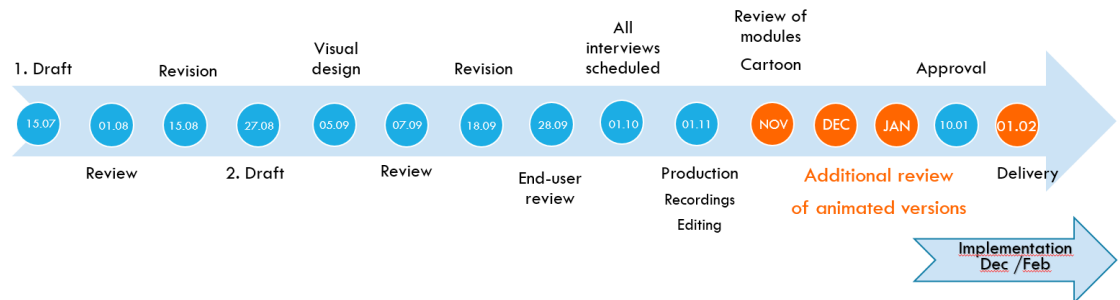 Review of
modules
Cartoon
All
interviews
scheduled
Visual
design
1. Draft
Revision
Revision
Approval
15.07
01.08
15.08
27.08
05.09
07.09
18.09
28.09
01.10
01.11
NOV
DEC
JAN
10.01
01.02
Review
2. Draft
Review
End-user
review
Production
Recordings
Editing
Additional review
of animated versions
Delivery
Implementation
Dec /Feb